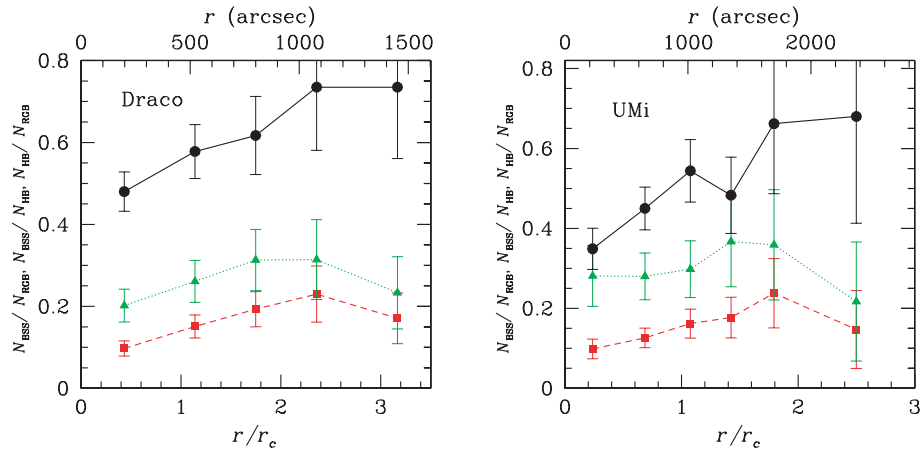 r (arcsec)
0 500 1000 1500
Draco
0.8
0.6
0.4
0.2
0
N_BSS/ N_RGB, N_BSS/ N_HB, N_HB/ N_RGB
0 1 2 3
r/r_c
r (arcsec)
0 1000 2000
UMi
0.8
0.6
0.4
0.2
0
N_BSS/ N_RGB, N_BSS/ N_HB, N_HB/ N_RGB
0 1 2 3
r/r_c